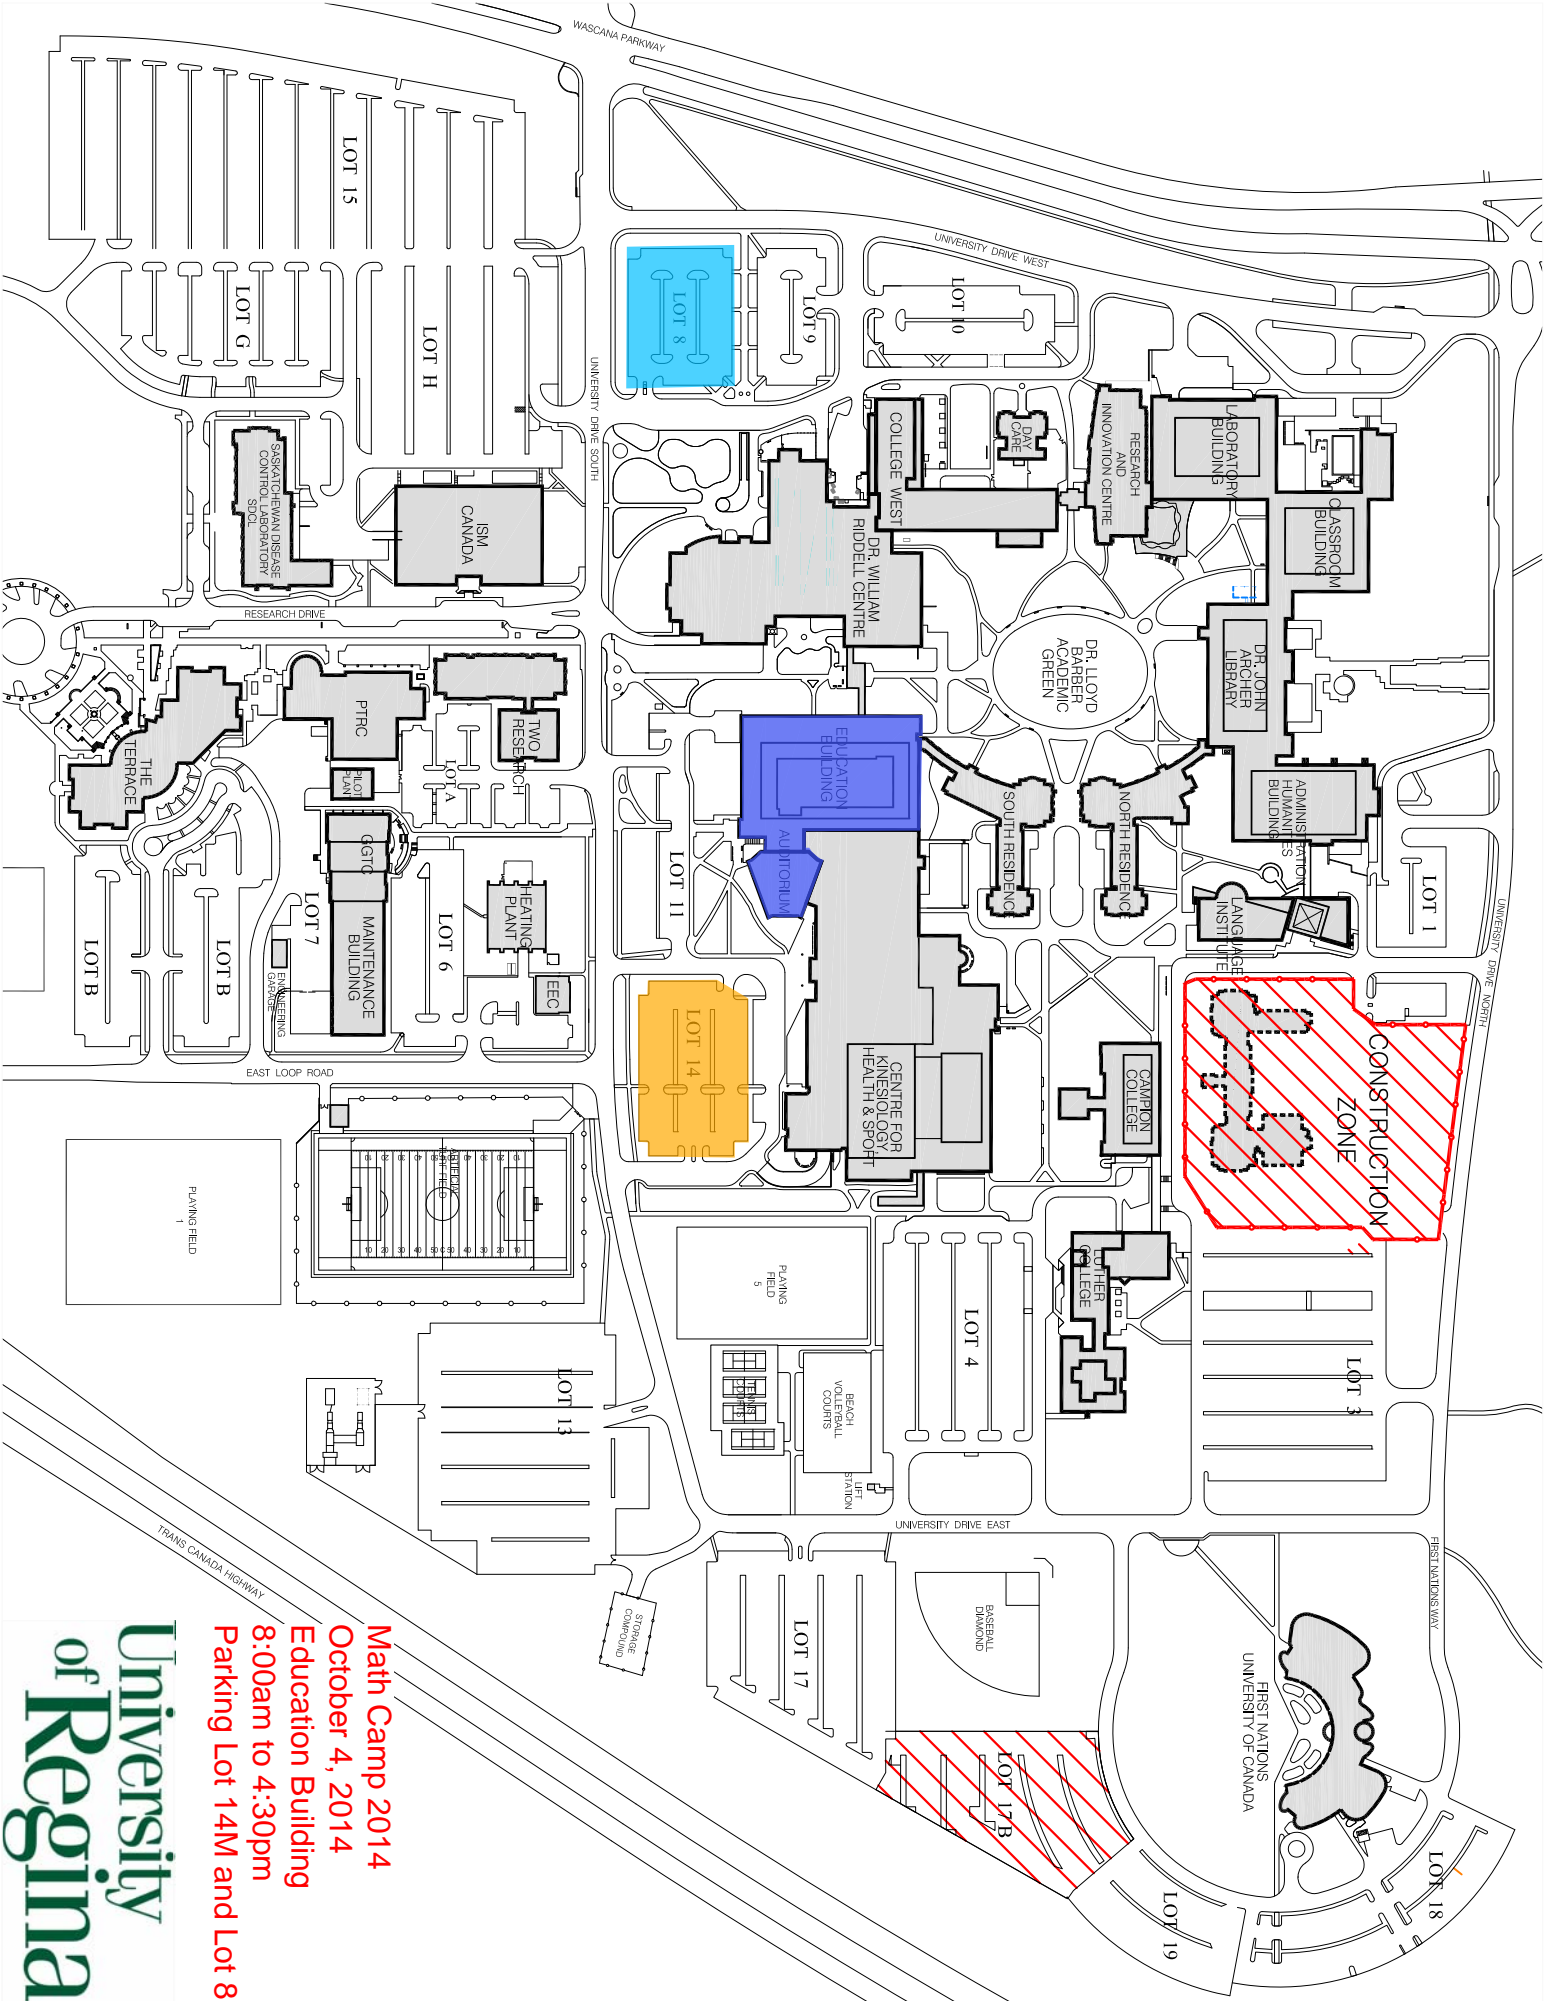 WASCANA PARKWAY
UNIVERSITY DRIVE WEST
LOT 15
LOT G
LOT H
LOT 8
LOT 9
LOT 10
UNIVERSITY DRIVE SOUTH
SASKATCHEWAN DISEASE
CONTROL LABORATORY
SDCL
ISM
CANADA
COLLEGE WEST
DAY
CARE
RESEARCH
AND
INNOVATION CENTRE
LABORATORY
BUILDING
CLASSROOM
BUILDING
DR. WILLIAM
RIDDELL CENTRE
RESEARCH DRIVE
DR. LLOYD
BARBER
ACADEMIC
GREEN
DR. JOHN
ARCHER
LIBRARY
THE
TERRACE
PTRC
TWO
RESEARCH
PILOT
PLANT
LOT A
EDUCATION
BUILDING
AUDITORIUM
SOUTH RESIDENCE
NORTH RESIDENCE
ADMINISTRATION
HUMANITIES
BUILDING
LOT 1
UNIVERSITY DRIVE NORTH
LANGUAGE
INSTITUTE
GGTC
MAINTENANCE
BUILDING
LOT 7
LOT 6
HEATING
PLANT
EEC
LOT 11
LOT B
LOT B
ENGINEERING
GARAGE
EAST LOOP ROAD
LOT 14
CENTRE FOR
KINESIOLOGY,
HEALTH & SPORT
CAMPION
COLLEGE
CONSTRUCTION
ZONE
PLAYING FIELD
1
ARTIFICIAL
TURF FIELD
PLAYING
FIELD
5
LOT 4
LUTHER
COLLEGE
LOT 3
LOT 13
TENNIS
COURTS
BEACH
VOLLEYBALL
COURTS
LIFT
STATION
UNIVERSITY DRIVE EAST
FIRST NATIONS WAY
TRANS CANADA HIGHWAY
STORAGE
COMPOUND
LOT 17
BASEBALL
DIAMOND
LOT 17B
FIRST NATIONS
UNIVERSITY OF CANADA
LOT 18
LOT 19
Math Camp 2014
October 4, 2014
Education Building
8:00am to 4:30pm
Parking Lot 14M and Lot 8
University
of Regina